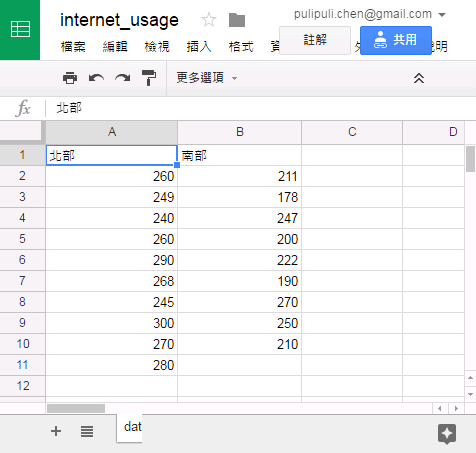 internet_usage
pulipuli.chen@gmail.com
檔案 編輯 檢視 插入 格式
註解
共用
更多選項
fx 北部
A B C D
1 北部 南部
2 260 211
3 249 178
4 240 247
5 260 200
6 290 222
7 268 190
8 245 270
9 300 250
10 270 210
11 280
12
dat